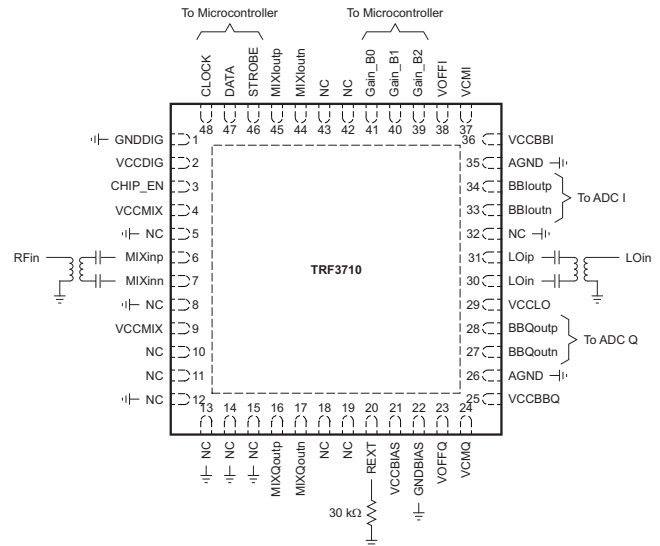 To Microcontroller
To Microcontroller
CLOCK
DATA
STROBE
MIXIoutp
MIXIoutn
NC
NC
Gain_B0
Gain_B1
Gain_B2
VOFFI
VCMI
48 47 46 45 44 43 42 41 40 39 38 37
GNDDIG 1
VCCDIG 2
CHIP_EN 3
VCCMIX 4
NC 5
RFin
MIXinp 6
MIXinn 7
NC 8
VCCMIX 9
NC 10
NC 11
NC 12
TRF3710
36 VCCBBI
35 AGND
34 BBIoutp
33 BBIoutn
To ADC I
32 NC
31 LOip
30 LOin
LOin
29 VCCLO
28 BBQoutp
27 BBQoutn
To ADC Q
26 AGND
25 VCCBBQ
13 14 15 16 17 18 19 20 21 22 23 24
NC
NC
NC
MIXQoutp
MIXQoutn
NC
NC
REXT
VCCBIAS
GNDBIAS
VOFFQ
VCMQ
30 kΩ